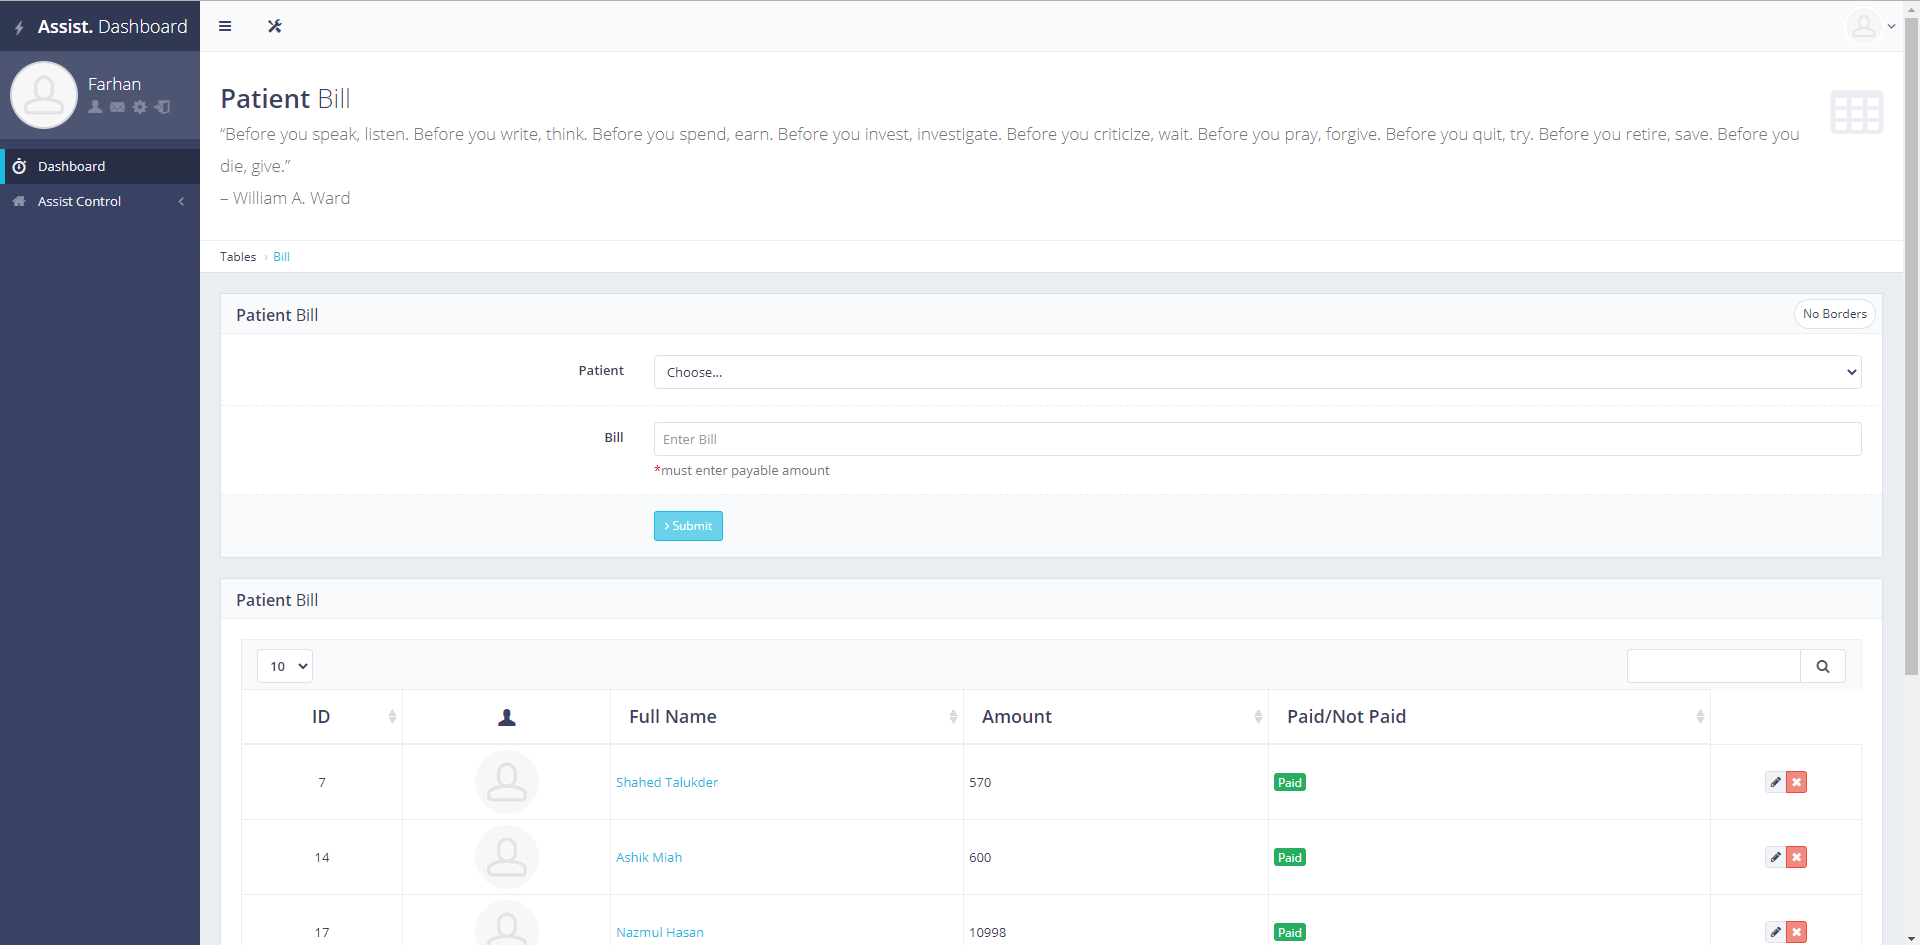 Assist. Dashboard
Farhan
Dashboard
Assist Control
Patient Bill
“Before you speak, listen. Before you write, think. Before you spend, earn. Before you invest, investigate. Before you criticize, wait. Before you pray, forgive. Before you quit, try. Before you retire, save. Before you
die, give.”
– William A. Ward
Tables › Bill
Patient Bill
No Borders
Patient
Choose...
Bill
Enter Bill
*must enter payable amount
› Submit
Patient Bill
10
ID Full Name Amount Paid/Not Paid
7 Shahed Talukder 570 Paid
14 Ashik Miah 600 Paid
17 Nazmul Hasan 10998 Paid